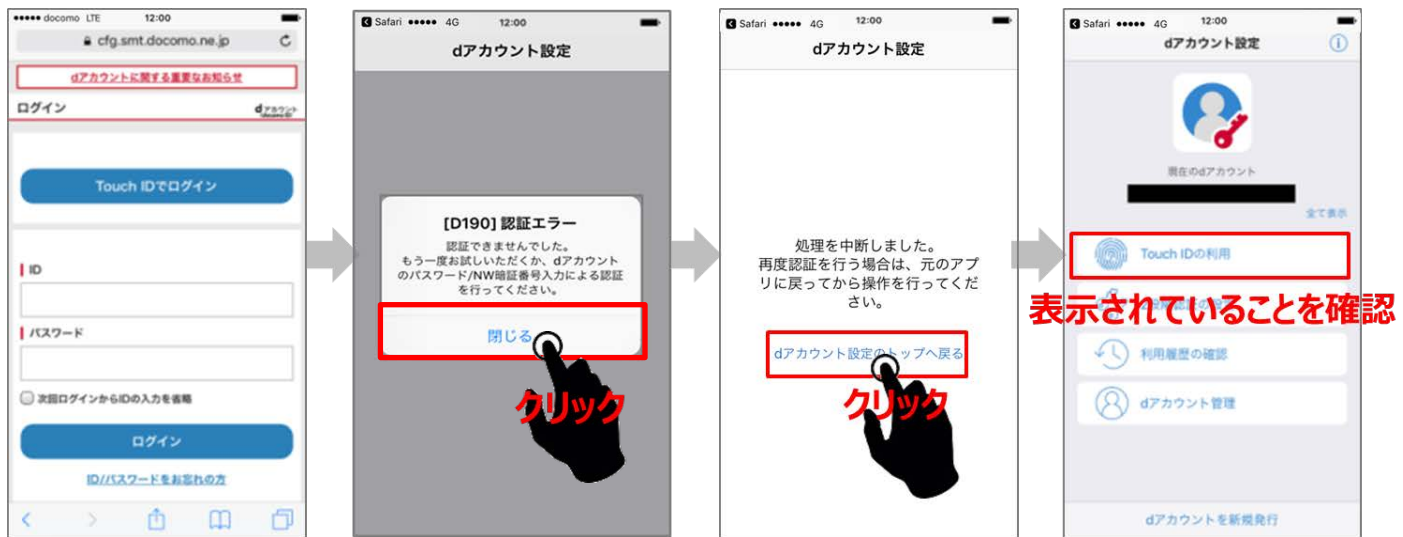 docomo LTE 12:00
cfg.smt.docomo.ne.jp
dアカウントに関する重要なお知らせ
ログイン
dアカウント
Touch IDでログイン
ID
パスワード
次回ログインからIDの入力を省略
ログイン
ID/パスワードをお忘れの方
Safari 4G 12:00
dアカウント設定
[D190] 認証エラー
認証できませんでした。
もう一度お試しいただくか、dアカウント
のパスワード/NW暗証番号入力による認証
を行ってください。
閉じる
クリック
Safari 4G 12:00
dアカウント設定
処理を中断しました。
再度認証を行う場合は、元のアプ
リに戻ってから操作を行ってくだ
さい。
dアカウント設定のトップへ戻る
クリック
Safari 4G 12:00
dアカウント設定
現在のdアカウント
全て表示
Touch IDの利用
表示されていることを確認
利用履歴の確認
dアカウント管理
dアカウントを新規発行